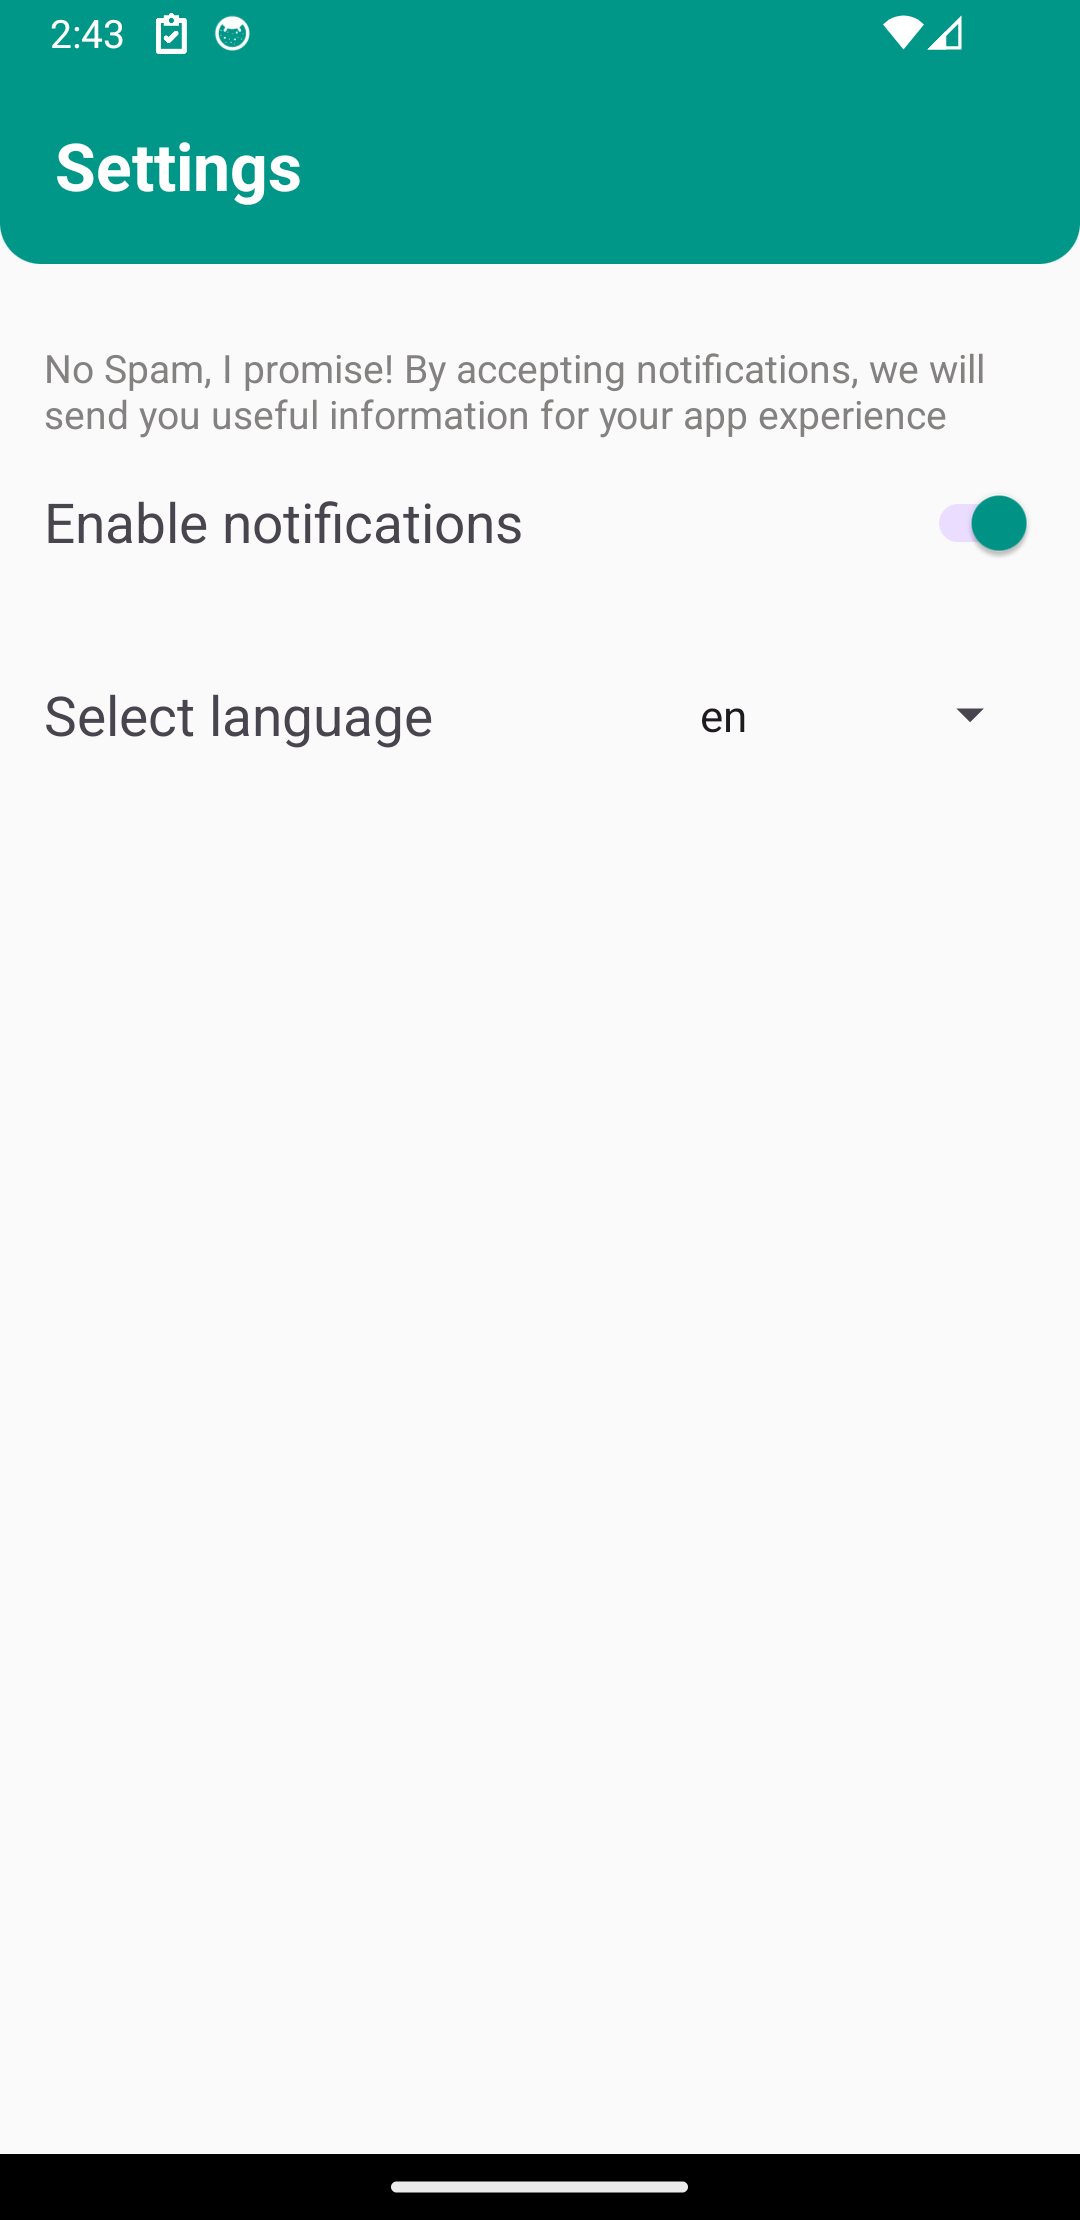 2:43
Settings
No Spam, I promise! By accepting notifications, we will
send you useful information for your app experience
Enable notifications
Select language en